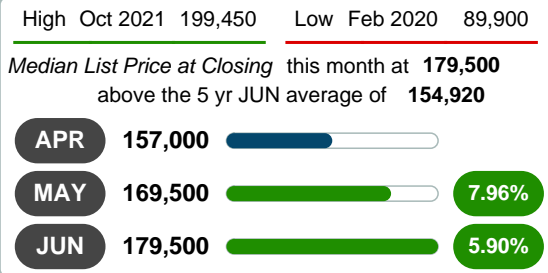 High Oct 2021 199,450 Low Feb 2020 89,900
Median List Price at Closing this month at 179,500
above the 5 yr JUN average of 154,920
APR 157,000
MAY 169,500 7.96%
JUN 179,500 5.90%